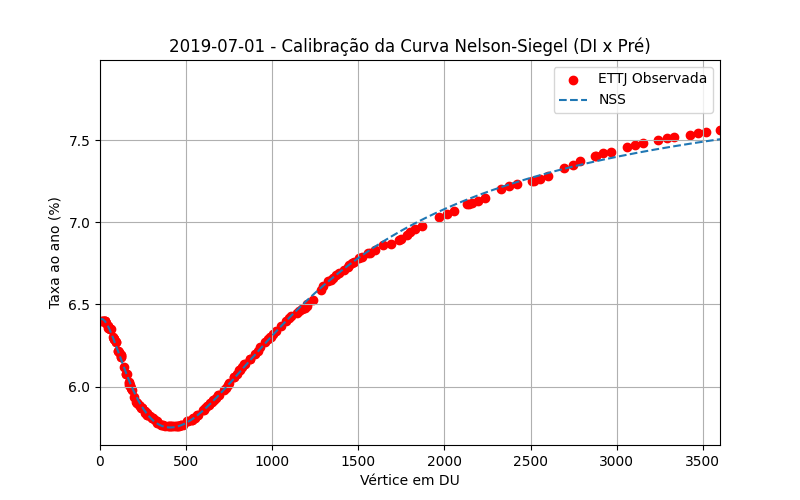 2019-07-01 - Calibração da Curva Nelson-Siegel (DI x Pré)
ETTJ Observada
NSS
Taxa ao ano (%)
7.5
7.0
6.5
6.0
0 500 1000 1500 2000 2500 3000 3500
Vértice em DU